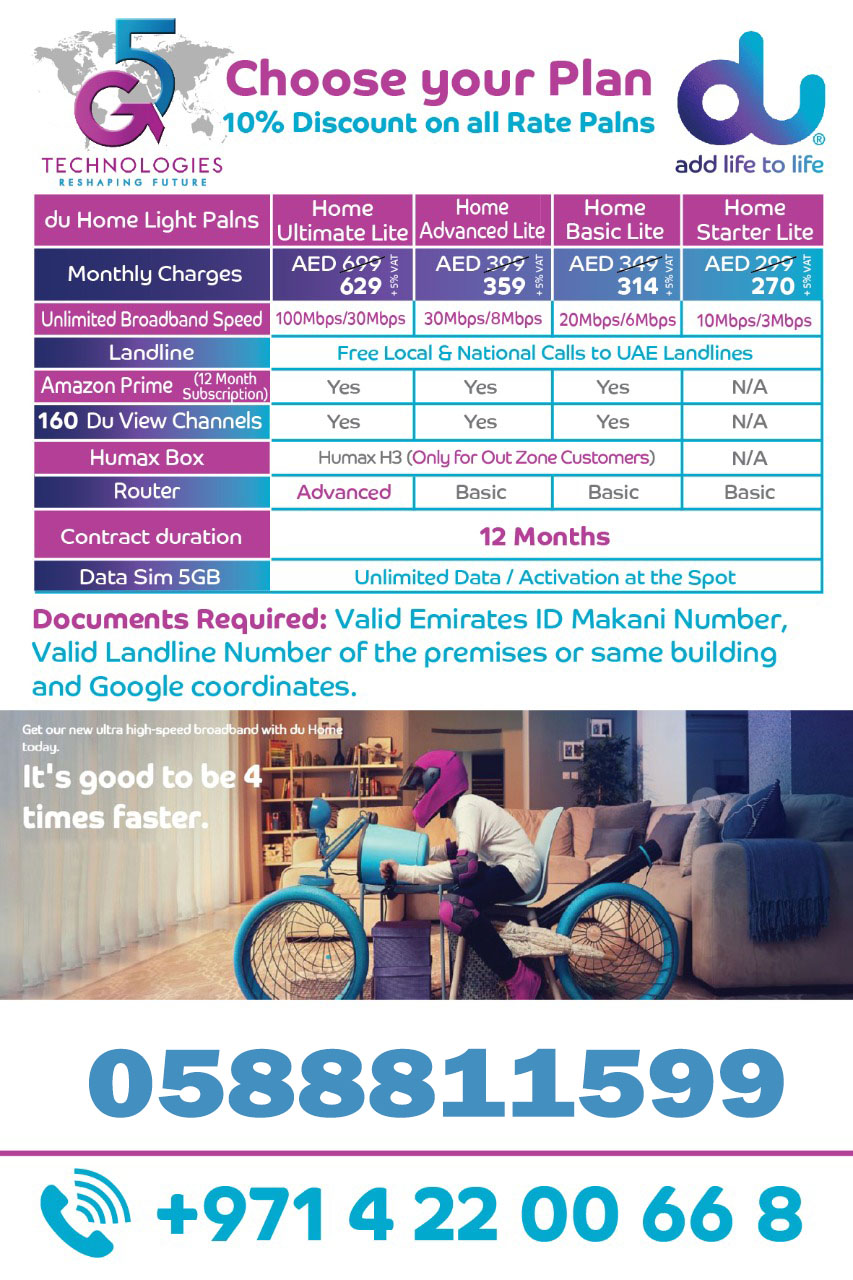 G5
TECHNOLOGIES
RESHAPING FUTURE
Choose your Plan
10% Discount on all Rate Palns
du®
add life to life
du Home Light Palns
Home
Ultimate Lite
Home
Advanced Lite
Home
Basic Lite
Home
Starter Lite
Monthly Charges
AED 699
629 + 5% VAT
AED 399
359 + 5% VAT
AED 349
314 + 5% VAT
AED 299
270 + 5% VAT
Unlimited Broadband Speed 100Mbps/30Mbps 30Mbps/8Mbps 20Mbps/6Mbps 10Mbps/3Mbps
Landline Free Local & National Calls to UAE Landlines
Amazon Prime (12 Month
Subscription) Yes Yes Yes N/A
160 Du View Channels Yes Yes Yes N/A
Humax Box Humax H3 (Only for Out Zone Customers) N/A
Router Advanced Basic Basic Basic
Contract duration 12 Months
Data Sim 5GB Unlimited Data / Activation at the Spot
Documents Required: Valid Emirates ID Makani Number,
Valid Landline Number of the premises or same building
and Google coordinates.
Get our new ultra high-speed broadband with du Home
today.
It's good to be 4
times faster.
0588811599
+971 4 22 00 66 8